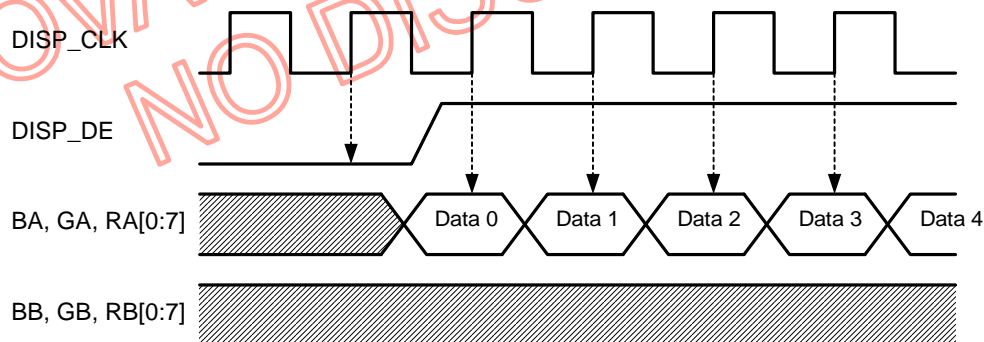 DISP_CLK
DISP_DE
BA, GA, RA[0:7]
Data 0
Data 1
Data 2
Data 3
Data 4
BB, GB, RB[0:7]
NO